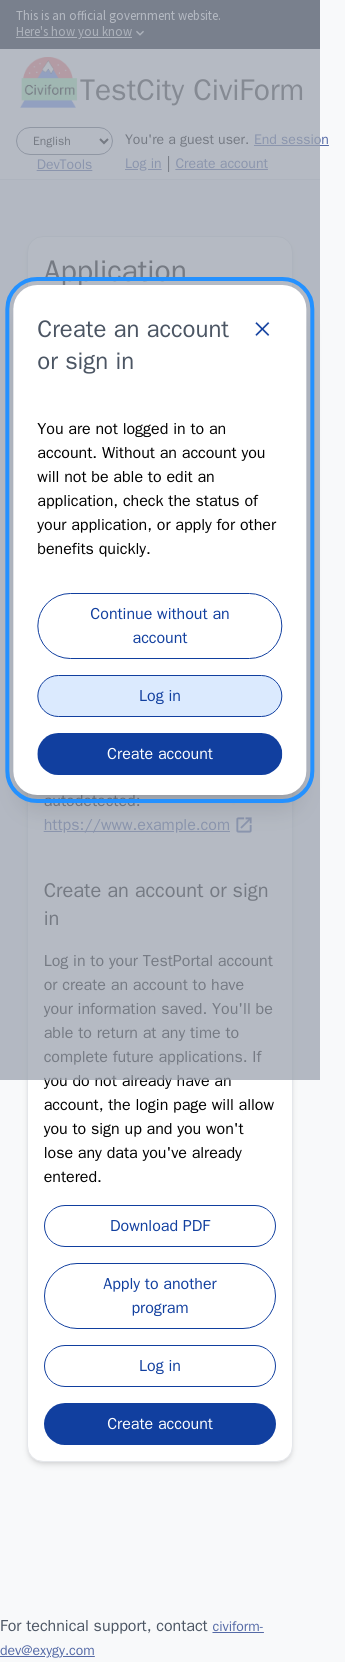 This is an official government website.
Here's how you know
Civiform TestCity CiviForm
English
You're a guest user. End session
DevTools
Log in | Create account
Application
Create an account
or sign in
You are not logged in to an
account. Without an account you
will not be able to edit an
application, check the status of
your application, or apply for other
benefits quickly.
Continue without an
account
Log in
Create account
autodetected:
https://www.example.com
Create an account or sign
in
Log in to your TestPortal account
or create an account to have
your information saved. You'll be
able to return at any time to
complete future applications. If
you do not already have an
account, the login page will allow
you to sign up and you won't
lose any data you've already
entered.
Download PDF
Apply to another
program
Log in
Create account
For technical support, contact civiform-
dev@exygy.com